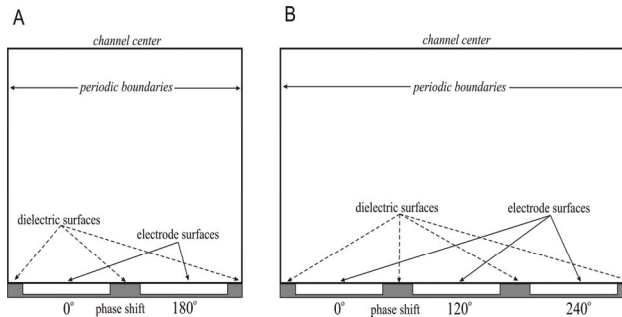 A
channel center
periodic boundaries
dielectric surfaces
electrode surfaces
0° phase shift 180°
B
channel center
periodic boundaries
dielectric surfaces
electrode surfaces
0° phase shift 120° 240°